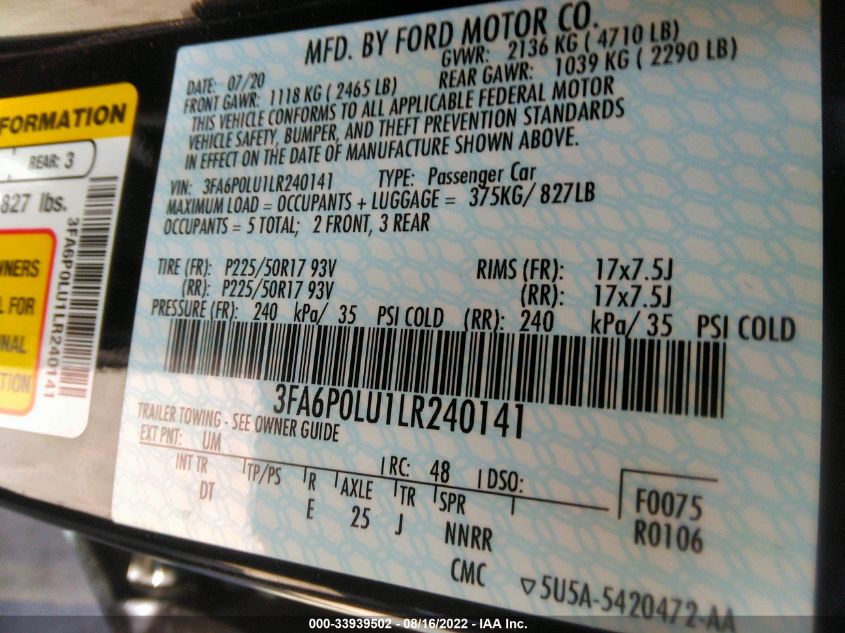 MFD. BY FORD MOTOR CO.
DATE: 07/20 GVWR: 2136 KG ( 4710 LB)
FRONT GAWR: 1118 KG ( 2465 LB) REAR GAWR: 1039 KG ( 2290 LB)
THIS VEHICLE CONFORMS TO ALL APPLICABLE FEDERAL MOTOR
VEHICLE SAFETY, BUMPER, AND THEFT PREVENTION STANDARDS
IN EFFECT ON THE DATE OF MANUFACTURE SHOWN ABOVE.
VIN: 3FA6P0LU1LR240141 TYPE: Passenger Car
MAXIMUM LOAD = OCCUPANTS + LUGGAGE = 375KG/ 827LB
OCCUPANTS = 5 TOTAL; 2 FRONT, 3 REAR
TIRE (FR): P225/50R17 93V RIMS (FR): 17x7.5J
(RR): P225/50R17 93V (RR): 17x7.5J
PRESSURE (FR): 240 kPa/ 35 PSI COLD (RR): 240 kPa/ 35 PSI COLD
3FA6P0LU1LR240141
TRAILER TOWING - SEE OWNER GUIDE
EXT PNT: UM RC: 48 DSO:
INT TR TP/PS R AXLE TR SPR
DT E 25 J NNRR
CMC
F0075
R0106
5U5A-5420472-AA
FORMATION
REAR: 3
827 lbs.
3FA6P0LU1LR240141
WNERS
L FOR
NAL
TION
000-33939502 - 08/16/2022 - IAA Inc.